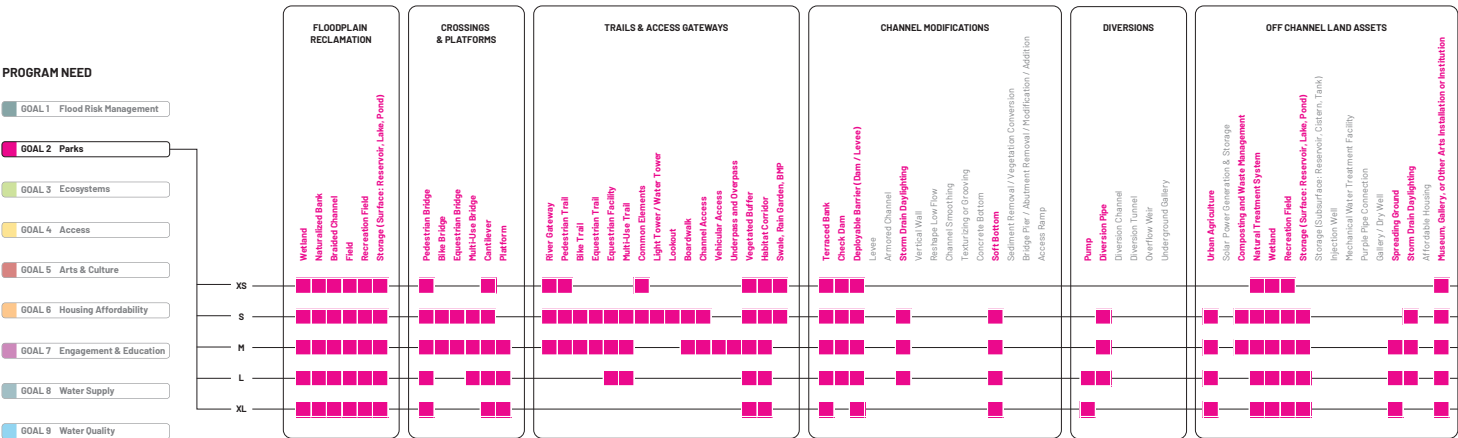 PROGRAM NEED
GOAL 1 Flood Risk Management
GOAL 2 Parks
GOAL 3 Ecosystems
GOAL 4 Access
GOAL 5 Arts & Culture
GOAL 6 Housing Affordability
GOAL 7 Engagement & Education
GOAL 8 Water Supply
GOAL 9 Water Quality
XS
S
M
L
XL
FLOODPLAIN
RECLAMATION
Wetland
Naturalized Bank
Braided Channel
Field
Recreation Field
Storage (Surface: Reservoir, Lake, Pond)
CROSSINGS
& PLATFORMS
Pedestrian Bridge
Bike Bridge
Equestrian Bridge
Multi-Use Bridge
Cantilever
Platform
TRAILS & ACCESS GATEWAYS
River Gateway
Pedestrian Trail
Bike Trail
Equestrian Trail
Equestrian Facility
Multi-Use Trail
Common Elements
Light Tower / Water Tower
Lookout
Boardwalk
Channel Access
Vehicular Access
Underpass and Overpass
Vegetated Buffer
Habitat Corridor
Swale, Rain Garden, BMP
CHANNEL MODIFICATIONS
Terraced Bank
Check Dam
Deployable Barrier (Dam / Levee)
Levee
Armored Channel
Storm Drain Daylighting
Vertical Wall
Reshape Low Flow
Channel Smoothing
Texturizing or Grooving
Concrete Bottom
Soft Bottom
Sediment Removal / Vegetation Conversion
Bridge Pier / Abutment Removal / Modification / Addition
Access Ramp
DIVERSIONS
Pump
Diversion Pipe
Diversion Channel
Diversion Tunnel
Overflow Weir
Underground Gallery
OFF CHANNEL LAND ASSETS
Urban Agriculture
Solar Power Generation & Storage
Composting and Waste Management
Natural Treatment System
Wetland
Recreation Field
Storage (Surface: Reservoir, Lake, Pond)
Storage (Subsurface: Reservoir, Cistern, Tank)
Injection Well
Mechanical Water Treatment Facility
Purple Pipe Connection
Gallery / Dry Well
Spreading Ground
Storm Drain Daylighting
Affordable Housing
Museum, Gallery, or Other Arts Installation or Institution